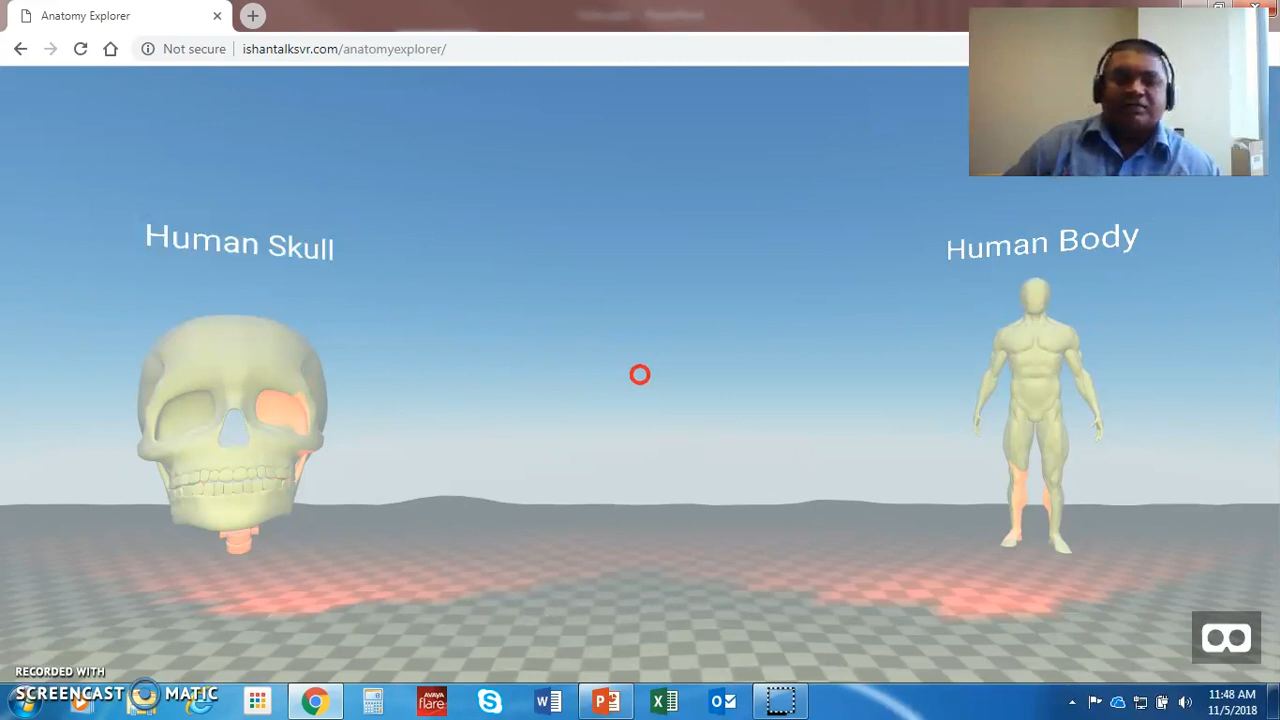 Anatomy Explorer
Not secure
ishantalksvr.com/anatomyexplorer/
Human Skull
Human Body
RECORDED WITH
SCREENCAST MATIC
AVAYA
flare
11:48 AM
11/5/2018